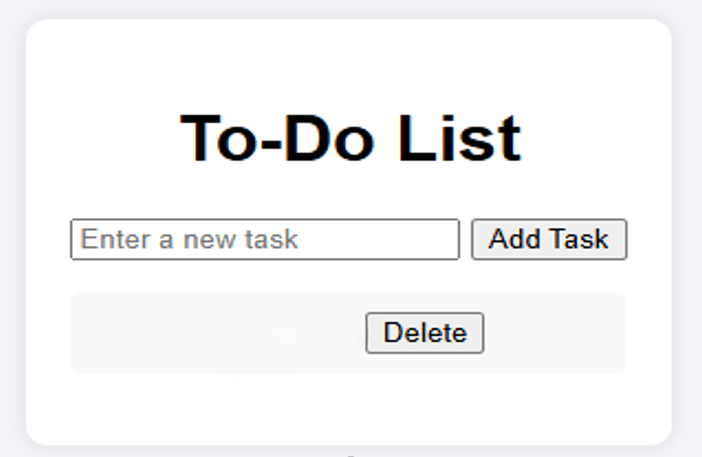 To-Do List
Enter a new task Add Task
Delete